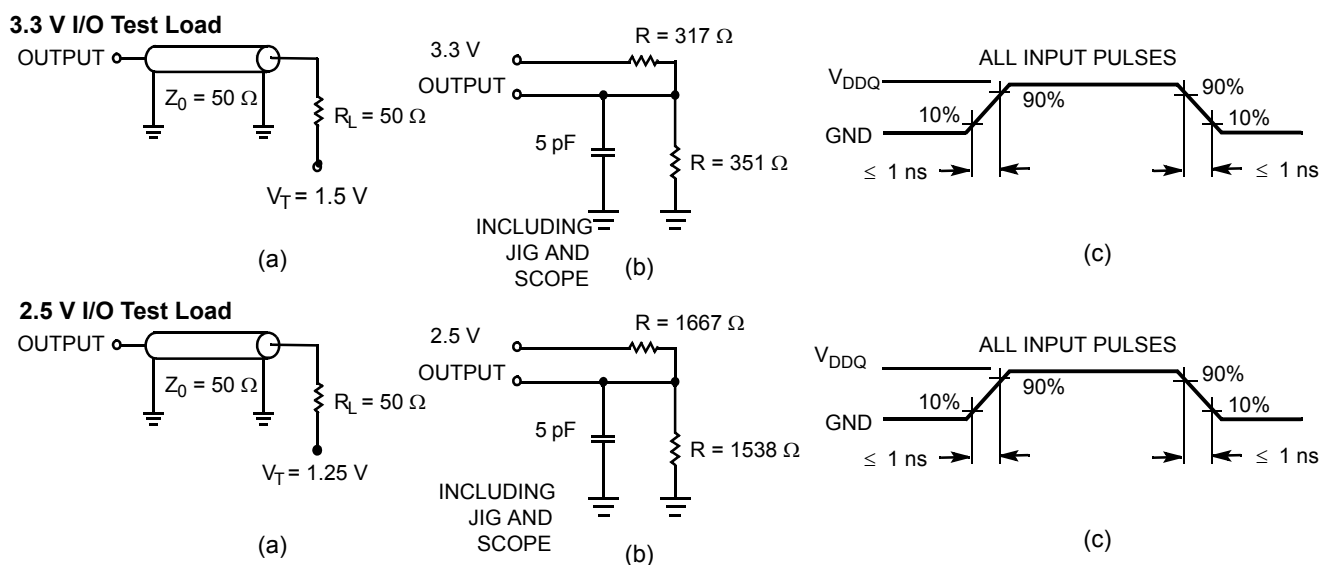 3.3 V I/O Test Load
OUTPUT
Z0 = 50 Ω
RL = 50 Ω
VT = 1.5 V
(a)
R = 317 Ω
3.3 V
OUTPUT
5 pF
R = 351 Ω
INCLUDING
JIG AND
SCOPE
(b)
ALL INPUT PULSES
VDDQ
GND
10%
90%
90%
10%
≤ 1 ns
≤ 1 ns
(c)
2.5 V I/O Test Load
OUTPUT
Z0 = 50 Ω
RL = 50 Ω
VT = 1.25 V
(a)
R = 1667 Ω
2.5 V
OUTPUT
5 pF
R = 1538 Ω
INCLUDING
JIG AND
SCOPE
(b)
ALL INPUT PULSES
VDDQ
GND
10%
90%
90%
10%
≤ 1 ns
≤ 1 ns
(c)